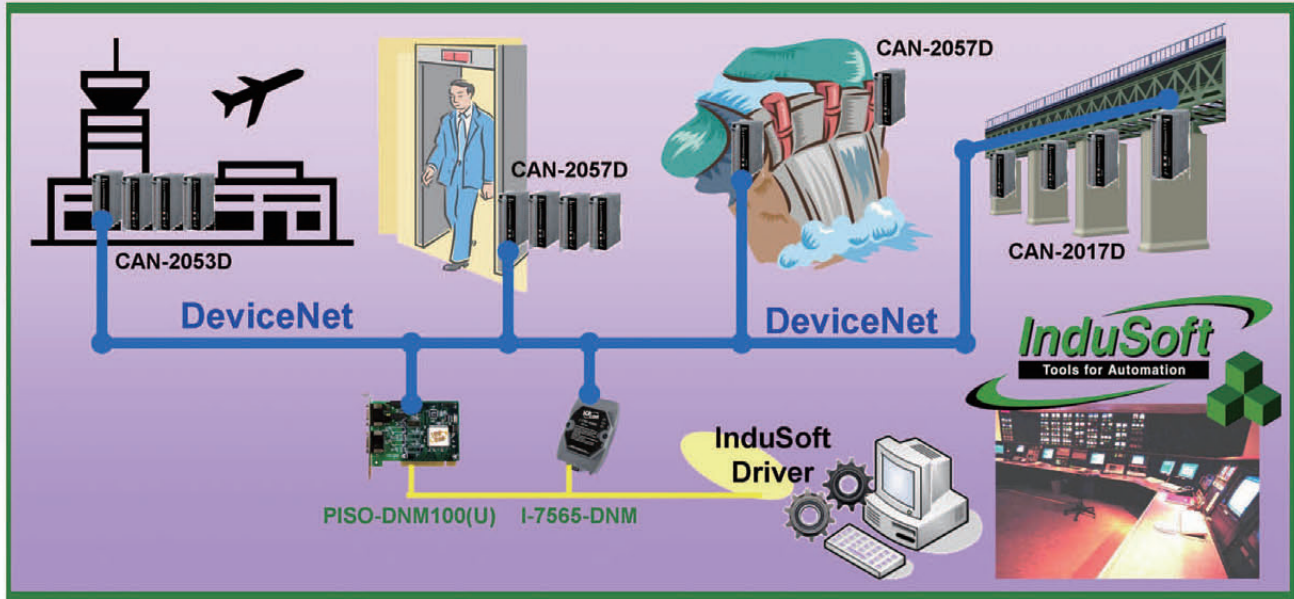 CAN-2057D
CAN-2057D
CAN-2053D
CAN-2017D
DeviceNet
DeviceNet
InduSoft
Tools for Automation
InduSoft
Driver
PISO-DNM100(U)
I-7565-DNM